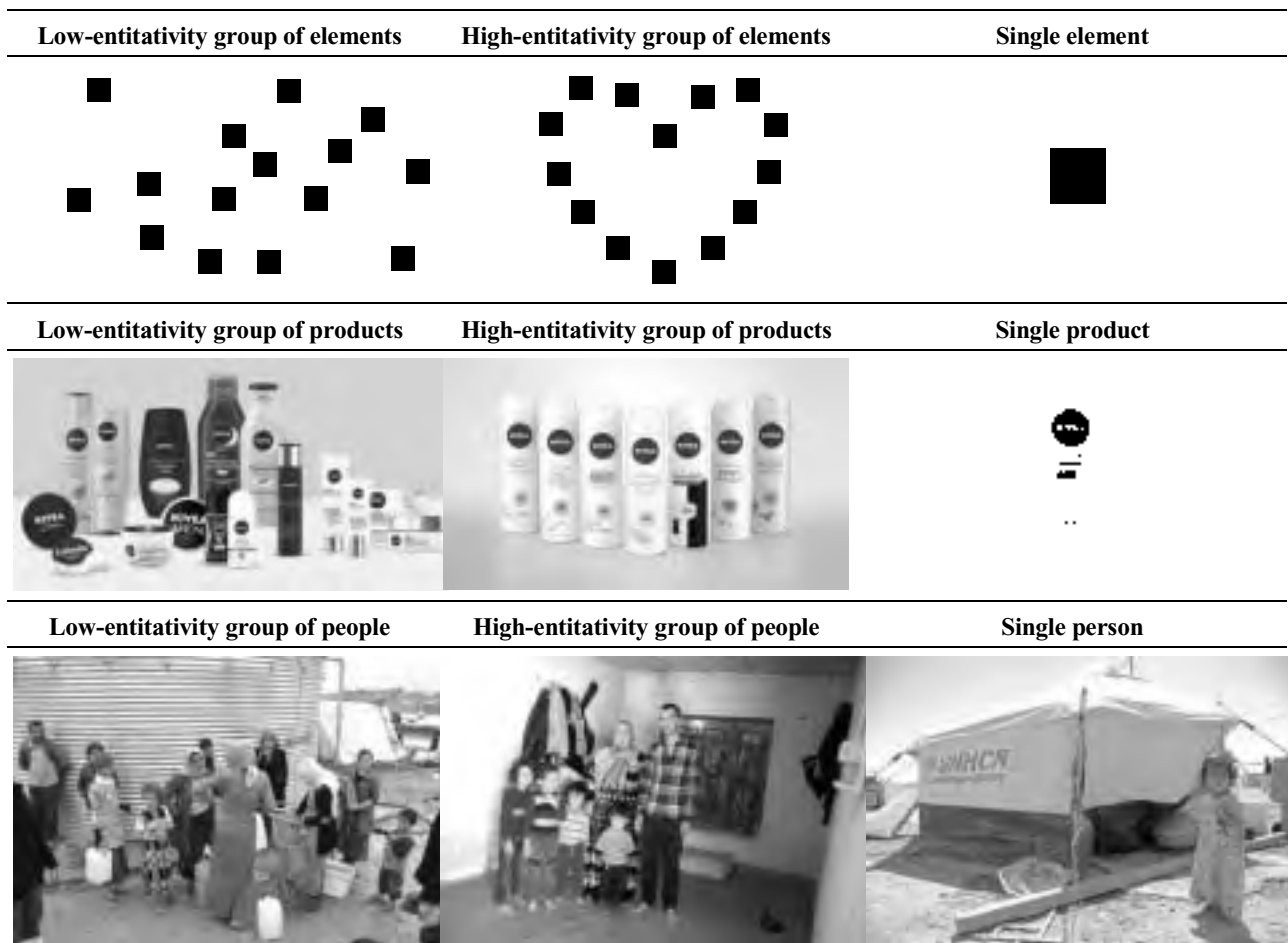 Low-entitativity group of elements High-entitativity group of elements Single element
Low-entitativity group of products High-entitativity group of products Single product
NIVEA
NIVEA
Low-entitativity group of people High-entitativity group of people Single person
UNHCR